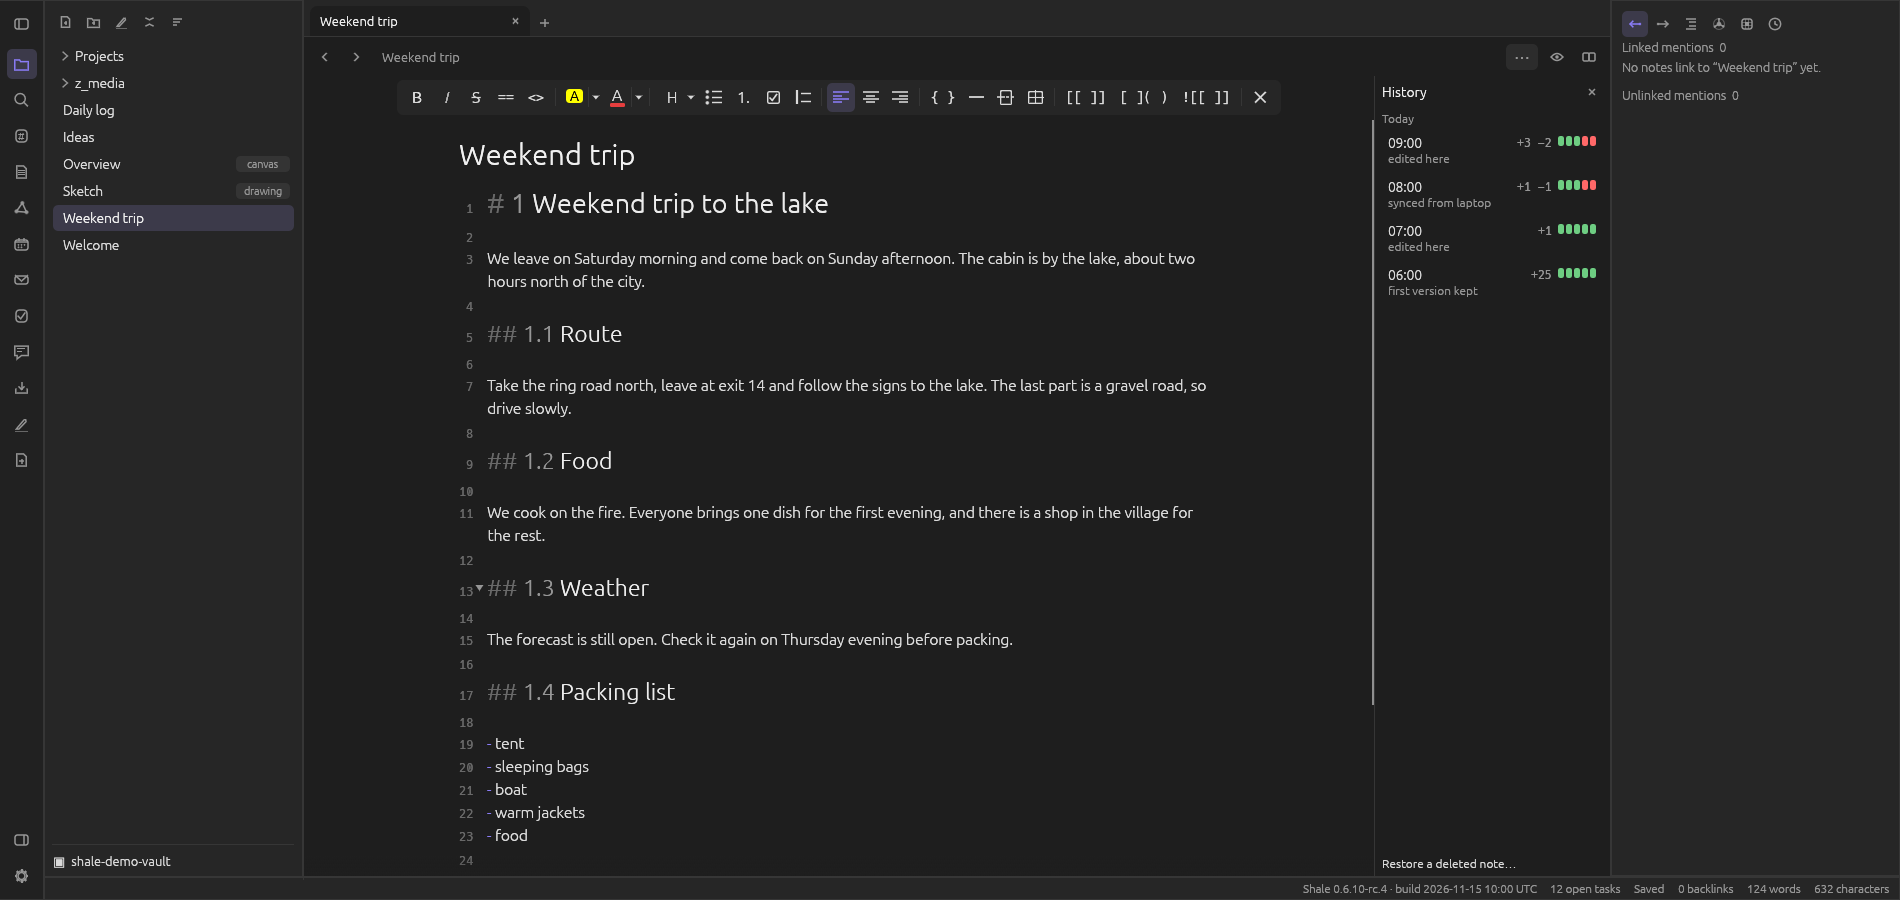 Weekend trip
Projects
z_media
Daily log
Ideas
Overview canvas
Sketch drawing
Weekend trip
Welcome
shale-demo-vault
Weekend trip
B I S == <> A A H 1. { } — [[ ]] [ ]( ) ![[ ]]
Weekend trip
1 # 1 Weekend trip to the lake
2
3 We leave on Saturday morning and come back on Sunday afternoon. The cabin is by the lake, about two
hours north of the city.
4
5 ## 1.1 Route
6
7 Take the ring road north, leave at exit 14 and follow the signs to the lake. The last part is a gravel road, so
drive slowly.
8
9 ## 1.2 Food
10
11 We cook on the fire. Everyone brings one dish for the first evening, and there is a shop in the village for
the rest.
12
13 ## 1.3 Weather
14
15 The forecast is still open. Check it again on Thursday evening before packing.
16
17 ## 1.4 Packing list
18
19 - tent
20 - sleeping bags
21 - boat
22 - warm jackets
23 - food
24
History
Today
09:00 +3 −2
edited here
08:00 +1 −1
synced from laptop
07:00 +1
edited here
06:00 +25
first version kept
Restore a deleted note…
Linked mentions 0
No notes link to “Weekend trip” yet.
Unlinked mentions 0
Shale 0.6.10-rc.4 · build 2026-11-15 10:00 UTC 12 open tasks Saved 0 backlinks 124 words 632 characters